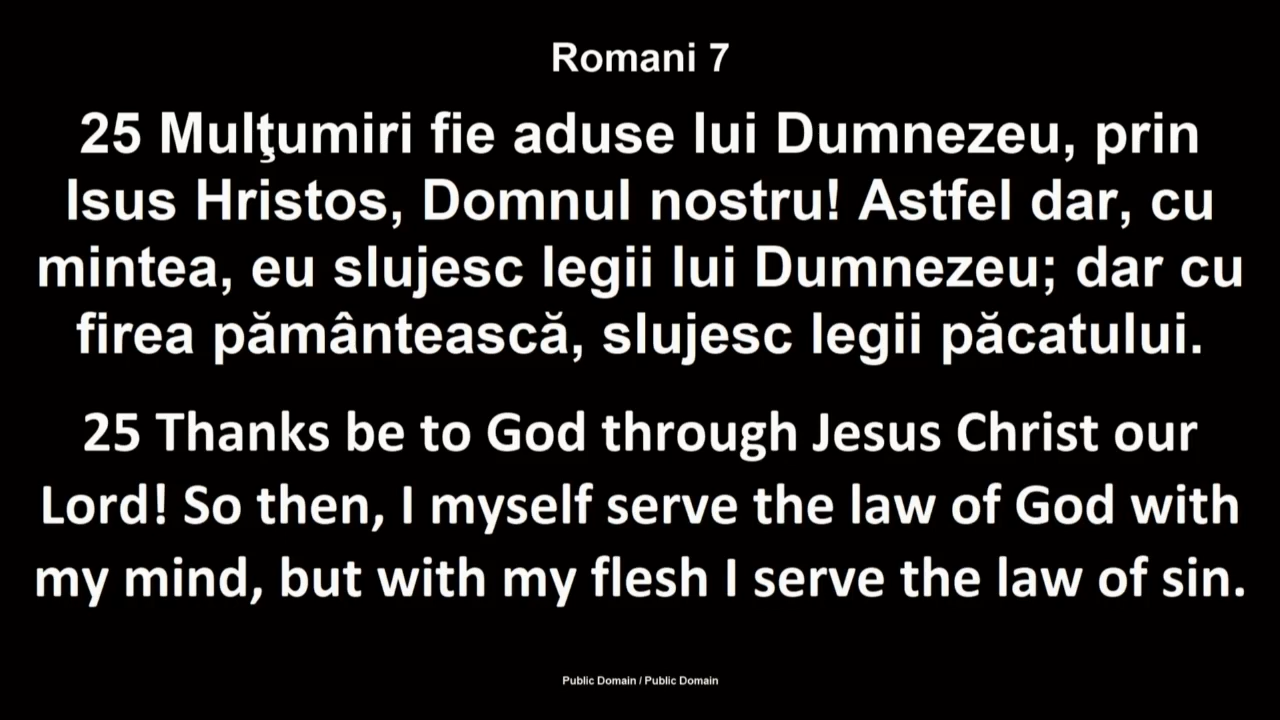 Romani 7
25 Mulţumiri fie aduse lui Dumnezeu, prin
Isus Hristos, Domnul nostru! Astfel dar, cu
mintea, eu slujesc legii lui Dumnezeu; dar cu
firea pământească, slujesc legii păcatului.
25 Thanks be to God through Jesus Christ our
Lord! So then, I myself serve the law of God with
my mind, but with my flesh I serve the law of sin.
Public Domain / Public Domain